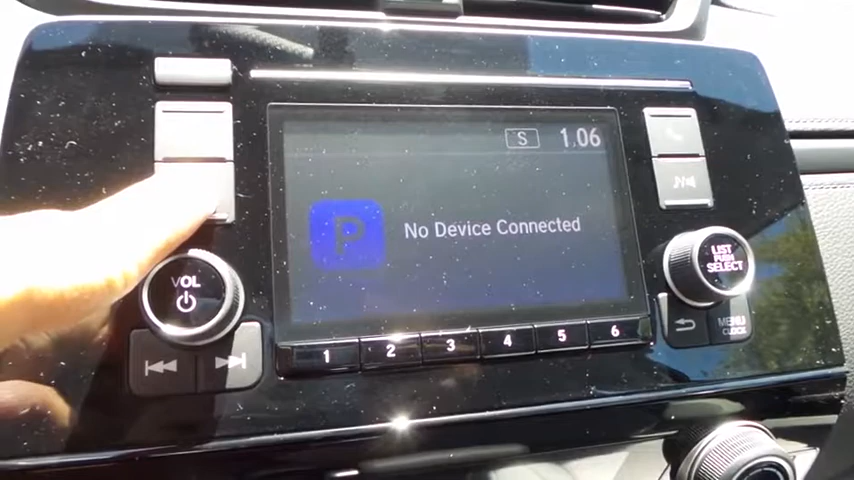 S 1:06
P No Device Connected
VOL
LIST
PUSH
SELECT
MENU
CLOCK
1 2 3 4 5 6